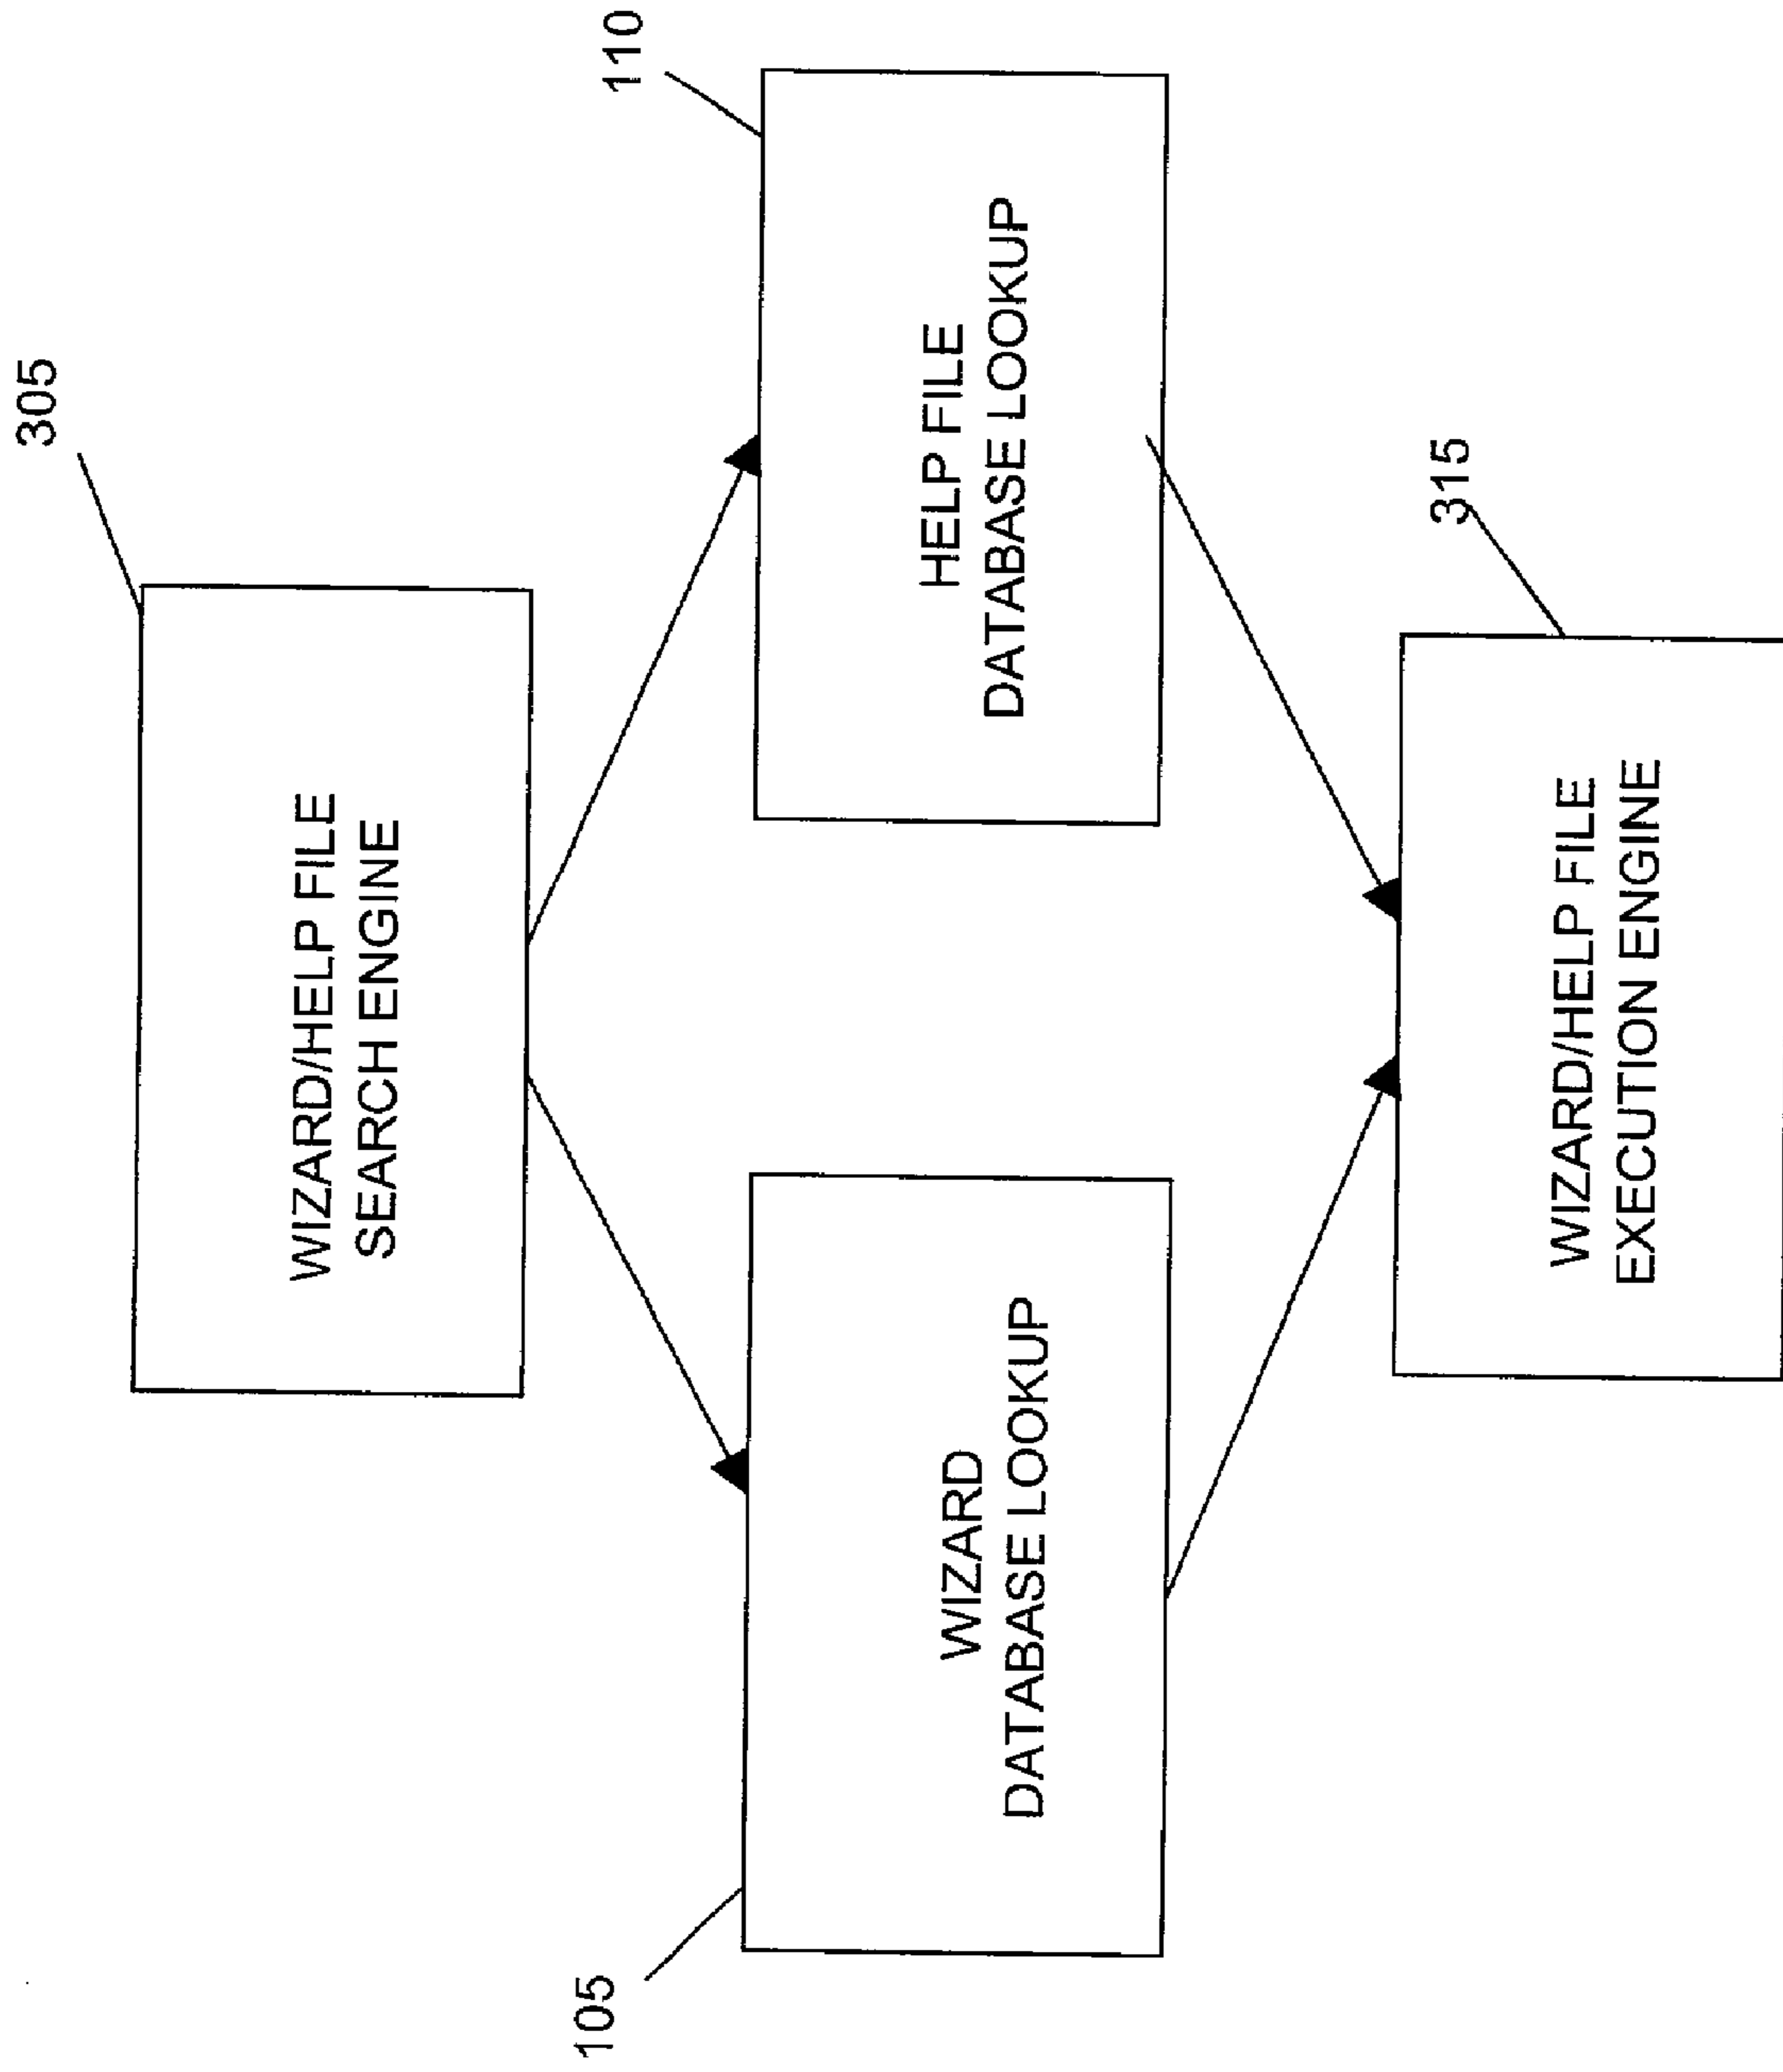 305
WIZARD/HELP FILE
SEARCH ENGINE
105
WIZARD
DATABASE LOOKUP
110
HELP FILE
DATABASE LOOKUP
315
WIZARD/HELP FILE
EXECUTION ENGINE